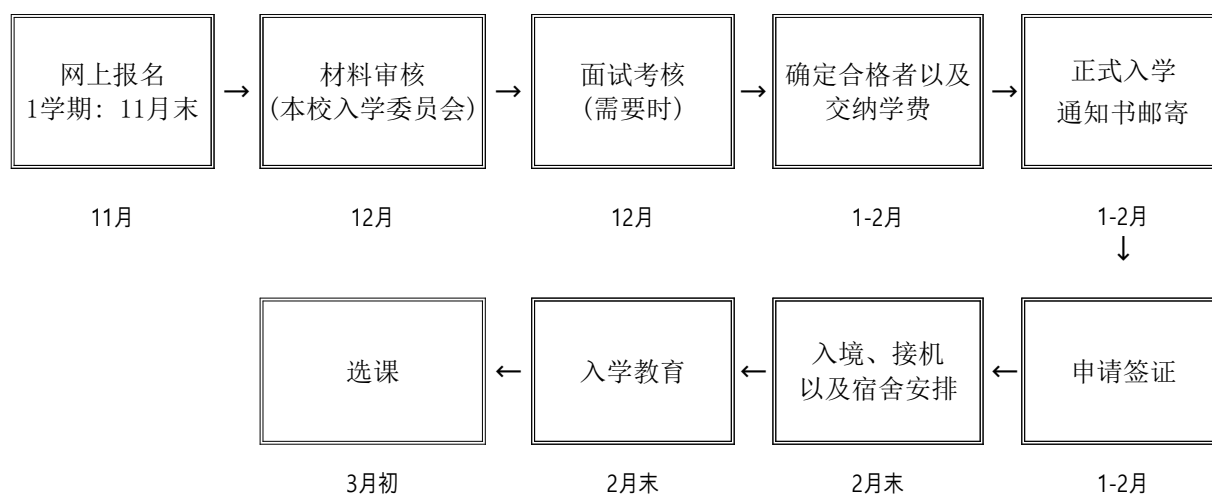 网上报名
1学期：11月末
→
材料审核
(本校入学委员会)
→
面试考核
(需要时)
→
确定合格者以及
交纳学费
→
正式入学
通知书邮寄
11月
12月
12月
1-2月
1-2月
↓
选课
←
入学教育
←
入境、接机
以及宿舍安排
←
申请签证
3月初
2月末
2月末
1-2月